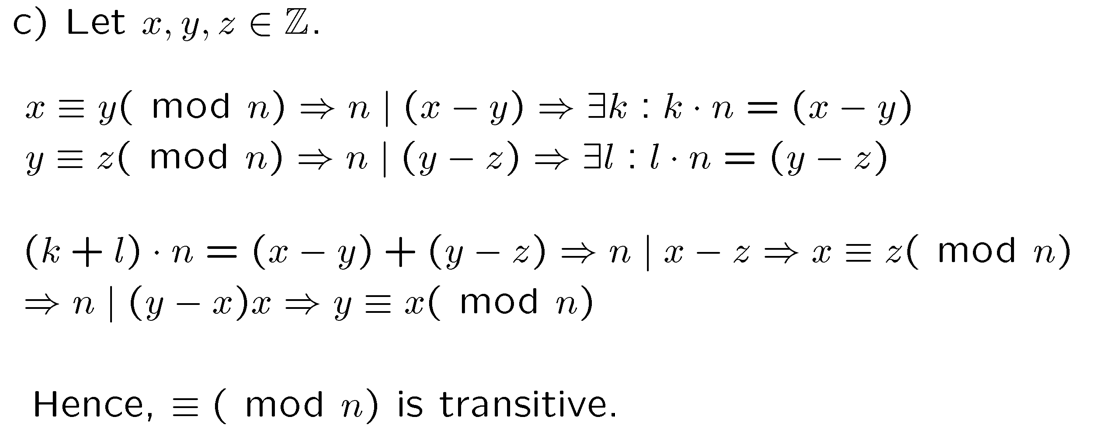 c) Let x, y, z ∈ ℤ.
x ≡ y( mod n) ⇒ n | (x − y) ⇒ ∃k : k · n = (x − y)
y ≡ z( mod n) ⇒ n | (y − z) ⇒ ∃l : l · n = (y − z)
(k + l) · n = (x − y) + (y − z) ⇒ n | x − z ⇒ x ≡ z( mod n)
⇒ n | (y − x)x ⇒ y ≡ x( mod n)
Hence, ≡ ( mod n) is transitive.